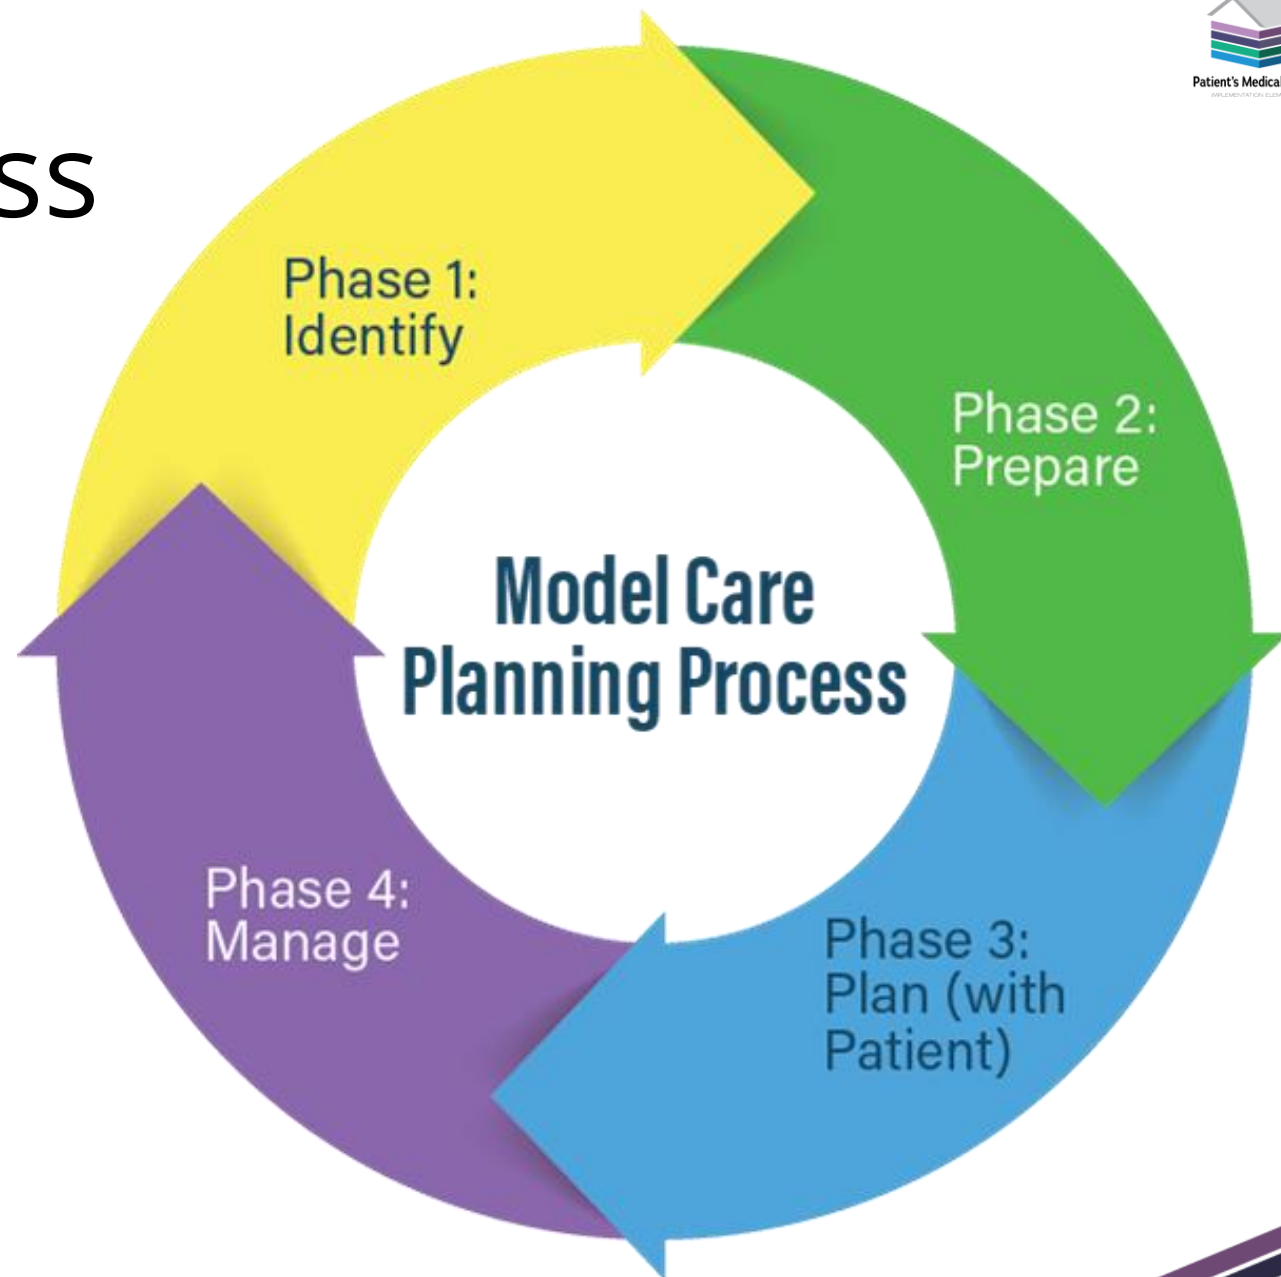 ss
Patient's Medical
Phase 1:
Identify
Phase 2:
Prepare
Model Care
Planning Process
Phase 4:
Manage
Phase 3:
Plan (with
Patient)